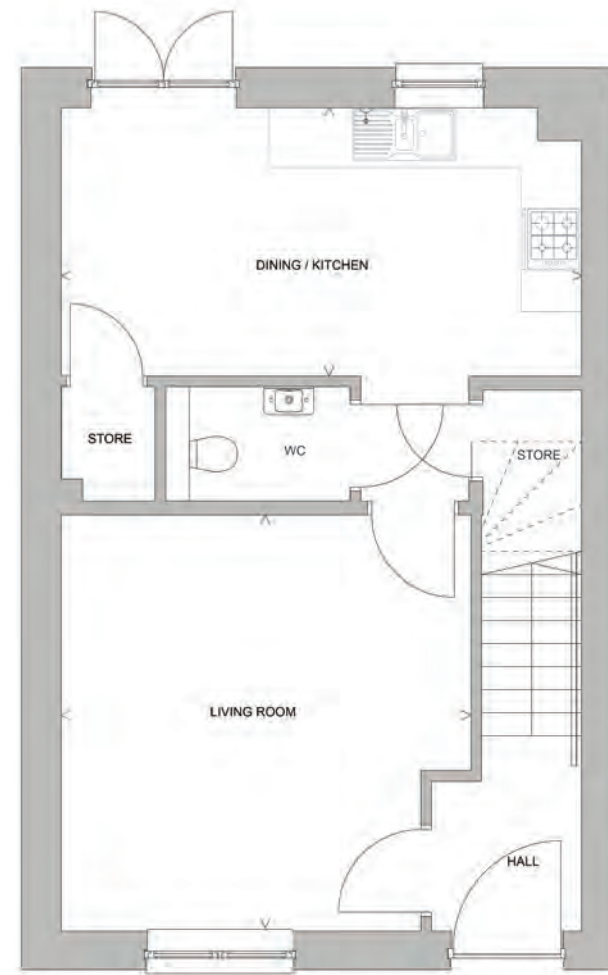 DINING / KITCHEN
STORE
WC
STORE
LIVING ROOM
HALL